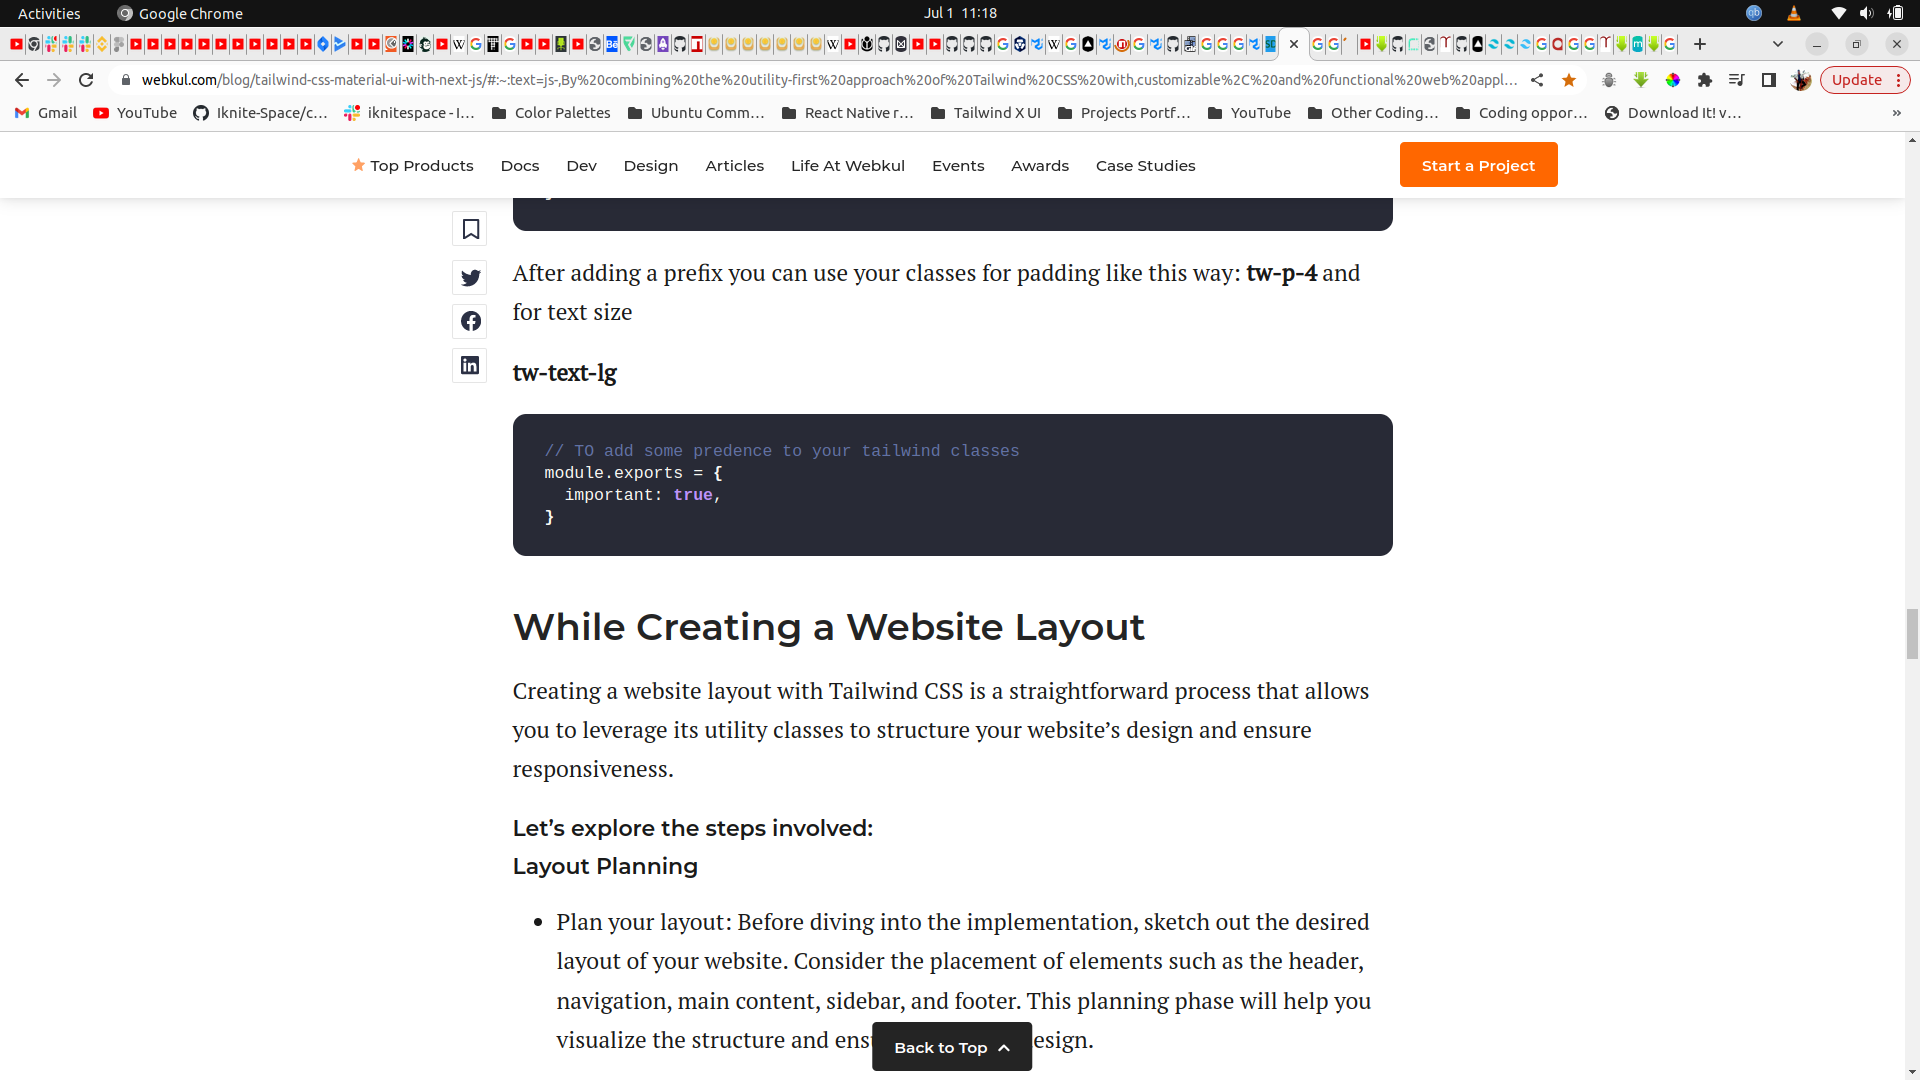 Activities
Google Chrome
Jul 1 11:18
webkul.com/blog/tailwind-css-material-ui-with-next-js/#:~:text=js-,By%20combining%20the%20utility-first%20approach%20of%20Tailwind%20CSS%20with,customizable%2C%20and%20functional%20web%20appl...
Update
Gmail
YouTube
Iknite-Space/c...
iknitespace - I...
Color Palettes
Ubuntu Comm...
React Native r...
Tailwind X UI
Projects Portf...
YouTube
Other Coding...
Coding oppor...
Download It! v...
»
Top Products
Docs
Dev
Design
Articles
Life At Webkul
Events
Awards
Case Studies
Start a Project
After adding a prefix you can use your classes for padding like this way: tw-p-4 and
for text size
tw-text-lg
// TO add some predence to your tailwind classes
module.exports = {
important: true,
}
While Creating a Website Layout
Creating a website layout with Tailwind CSS is a straightforward process that allows
you to leverage its utility classes to structure your website’s design and ensure
responsiveness.
Let’s explore the steps involved:
Layout Planning
• Plan your layout: Before diving into the implementation, sketch out the desired
layout of your website. Consider the placement of elements such as the header,
navigation, main content, sidebar, and footer. This planning phase will help you
visualize the structure and ens
esign.
Back to Top